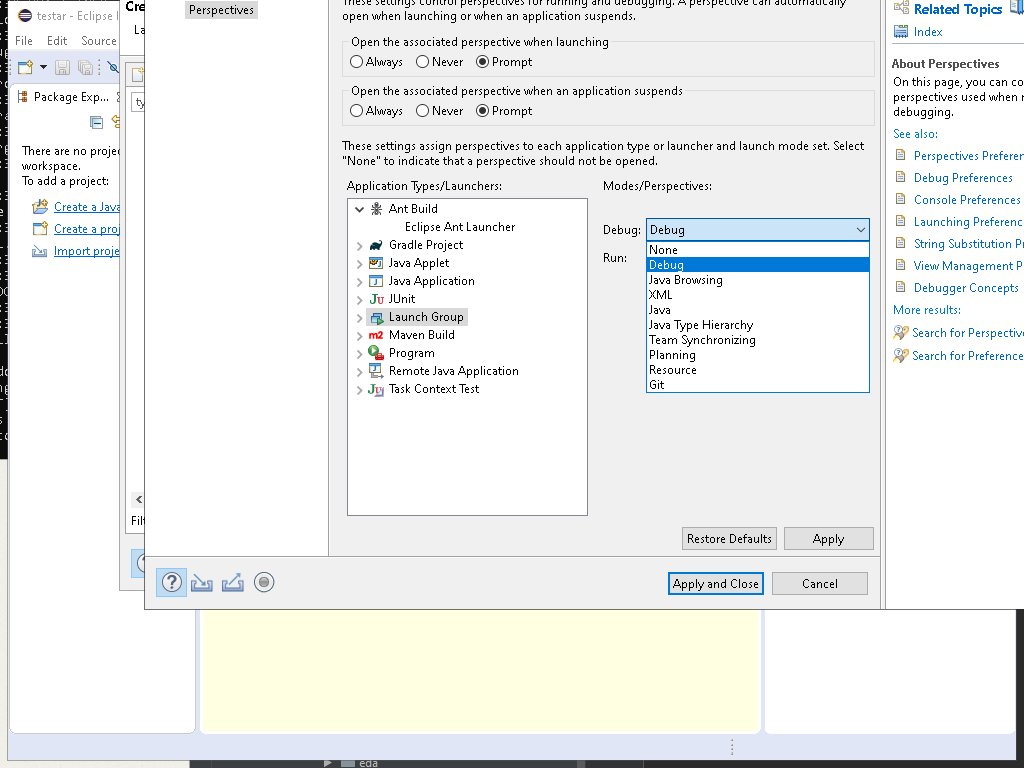 testar - Eclipse I
File Edit Source
Package Exp...
There are no proje
workspace.
To add a project:
Create a Java
Create a proj
Import proje
Cre
La
ty
Filt
Perspectives
These settings control perspectives for running and debugging. A perspective can automatically
open when launching or when an application suspends.
Open the associated perspective when launching
Always Never Prompt
Open the associated perspective when an application suspends
Always Never Prompt
These settings assign perspectives to each application type or launcher and launch mode set. Select
"None" to indicate that a perspective should not be opened.
Application Types/Launchers:
Ant Build
Eclipse Ant Launcher
Gradle Project
Java Applet
Java Application
JU JUnit
Launch Group
m2 Maven Build
Program
Remote Java Application
Task Context Test
Modes/Perspectives:
Debug: Debug
Run:
None
Debug
Java Browsing
XML
Java
Java Type Hierarchy
Team Synchronizing
Planning
Resource
Git
Restore Defaults Apply
Apply and Close Cancel
Related Topics
Index
About Perspectives
On this page, you can co
perspectives used when r
debugging.
See also:
Perspectives Preferen
Debug Preferences
Console Preferences
Launching Preferenc
String Substitution Pr
View Management P
Debugger Concepts
More results:
Search for Perspective
Search for Preference
eda